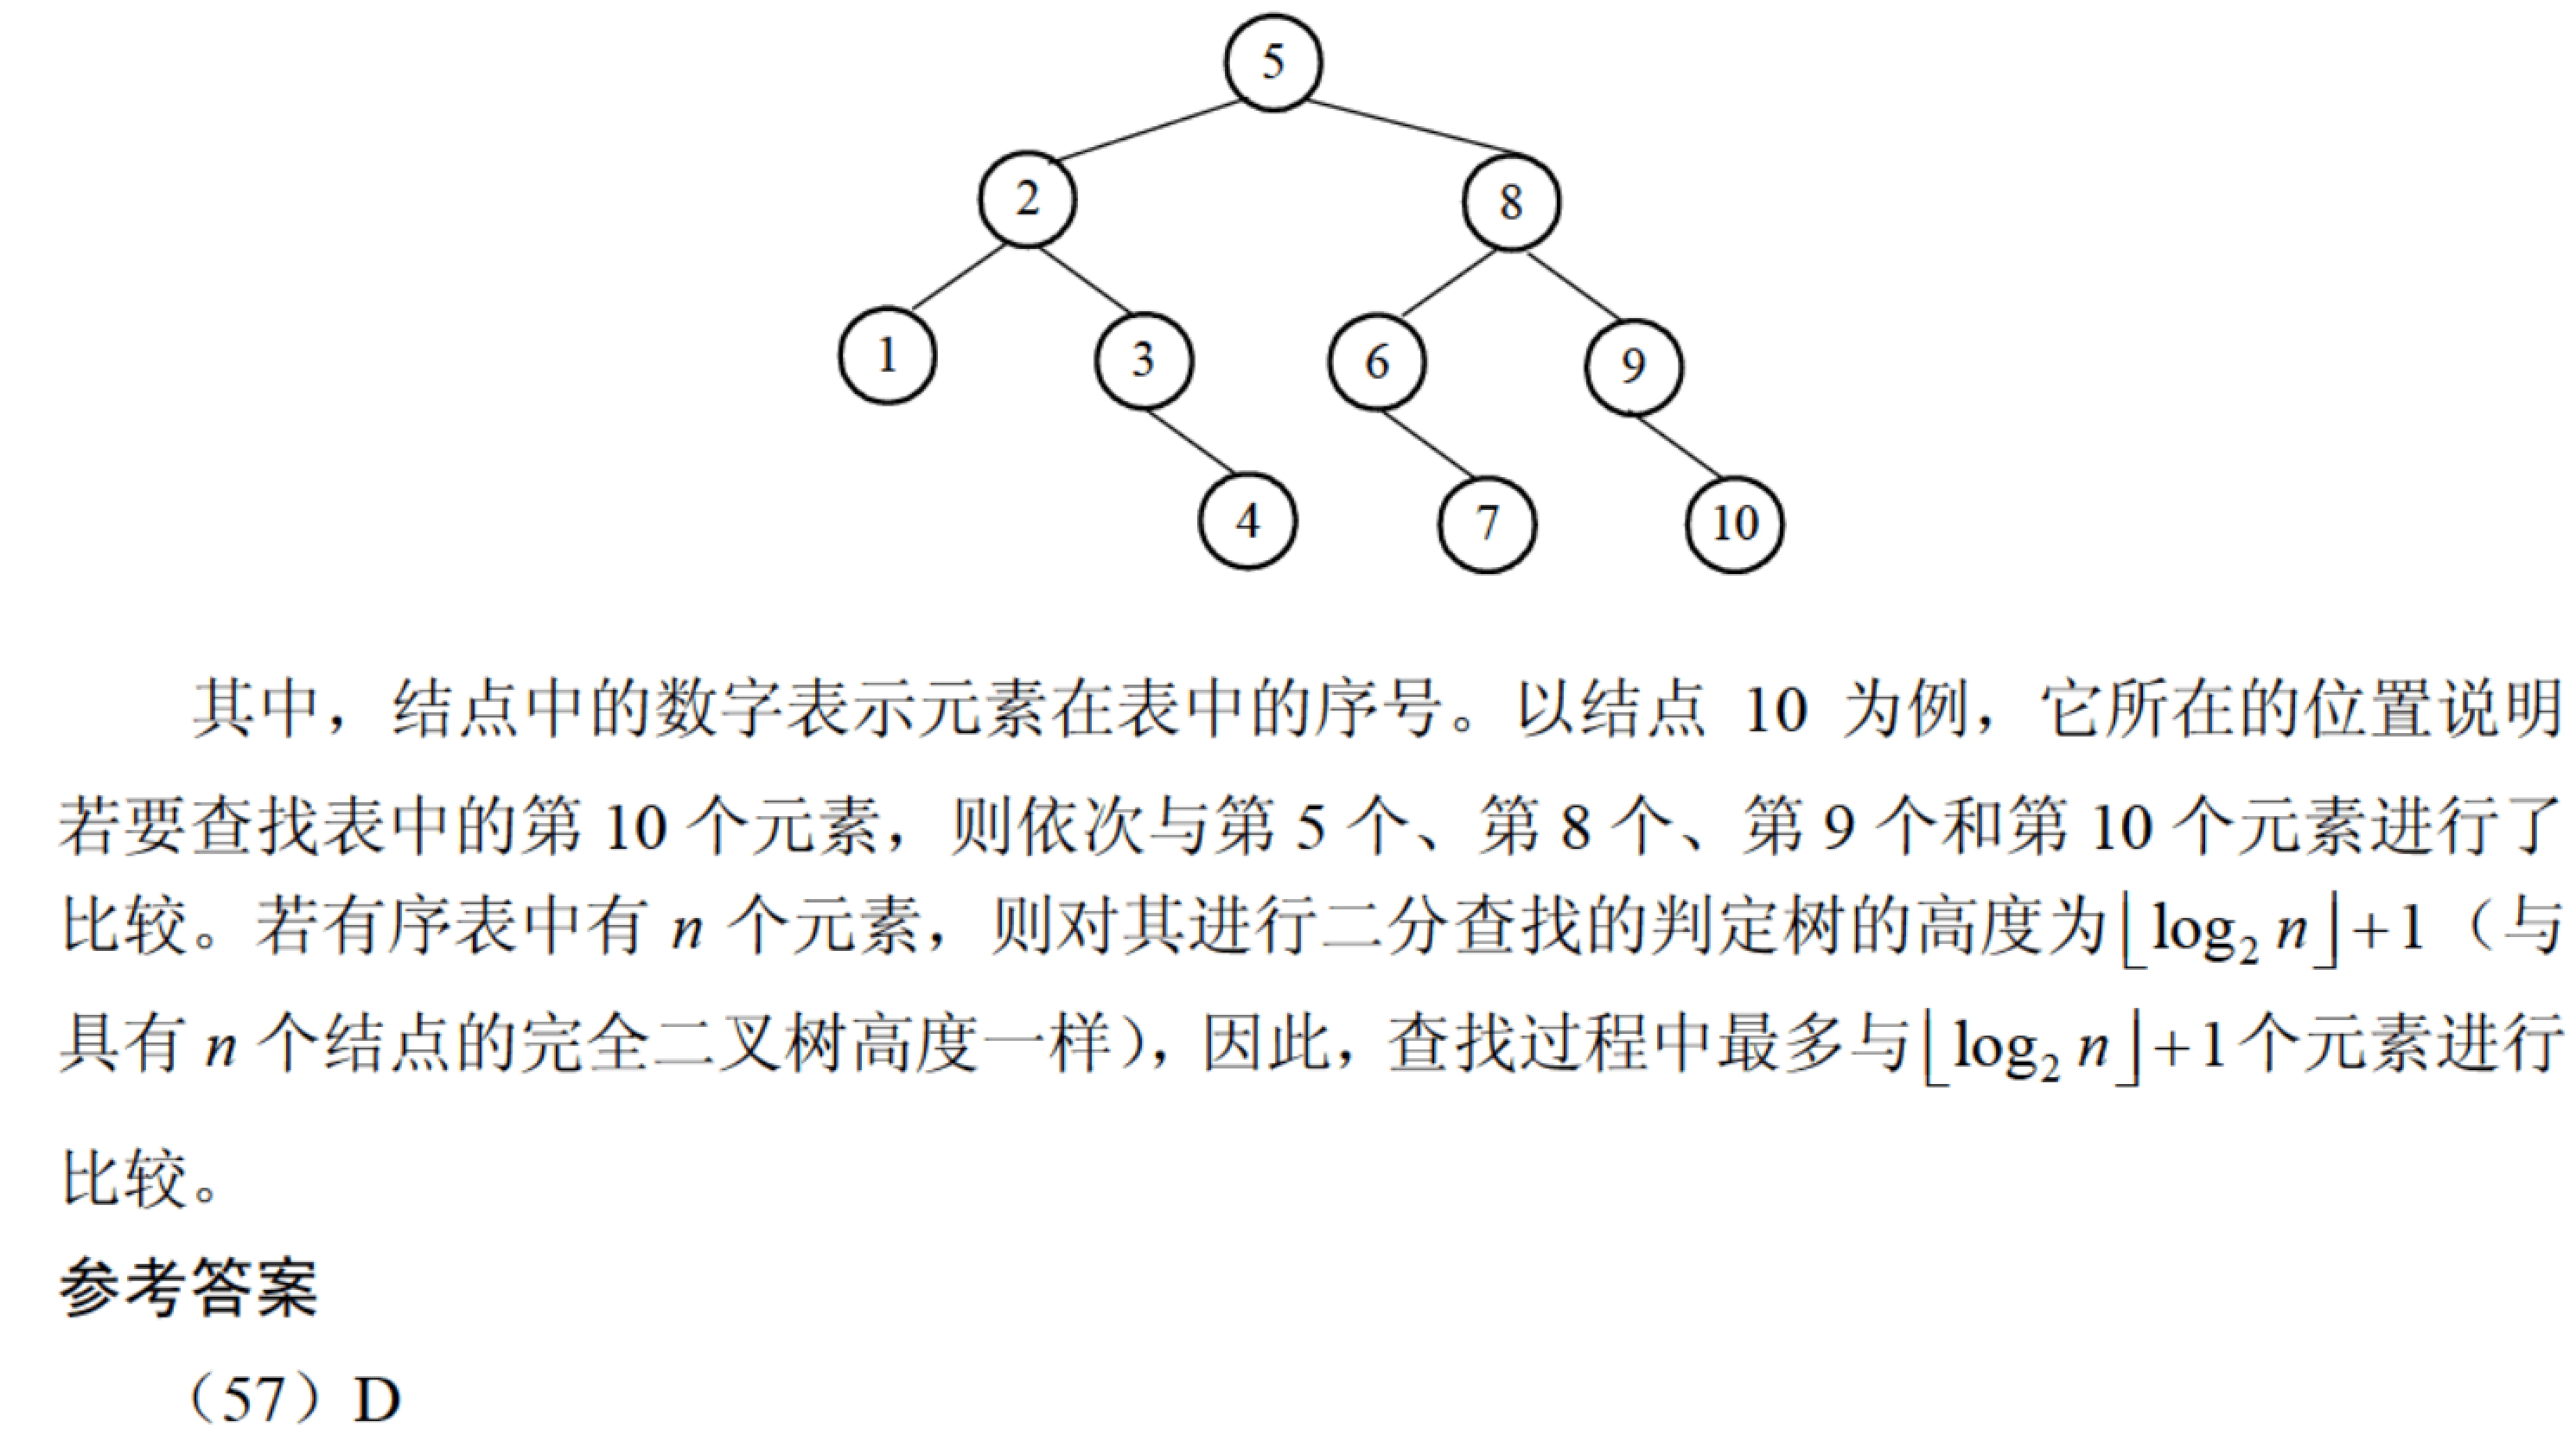 5
2 8
1 3 6 9
4 7 10
其中，结点中的数字表示元素在表中的序号。以结点 10 为例，它所在的位置说明
若要查找表中的第 10 个元素，则依次与第 5 个、第 8 个、第 9 个和第 10 个元素进行了
比较。若有序表中有 n 个元素，则对其进行二分查找的判定树的高度为⌊log₂ n⌋+1（与
具有 n 个结点的完全二叉树高度一样），因此，查找过程中最多与⌊log₂ n⌋+1个元素进行
比较。
参考答案
（57）D